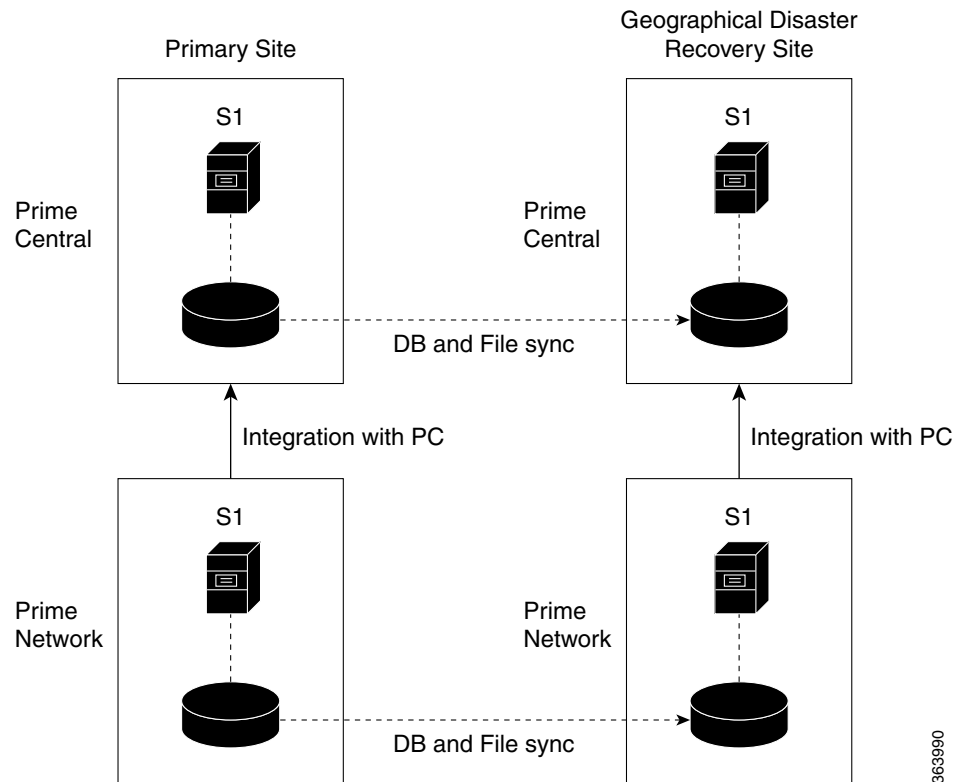 Primary Site
Geographical Disaster
Recovery Site
S1
S1
Prime
Central
Prime
Central
DB and File sync
Integration with PC
Integration with PC
S1
S1
Prime
Network
Prime
Network
DB and File sync
363990